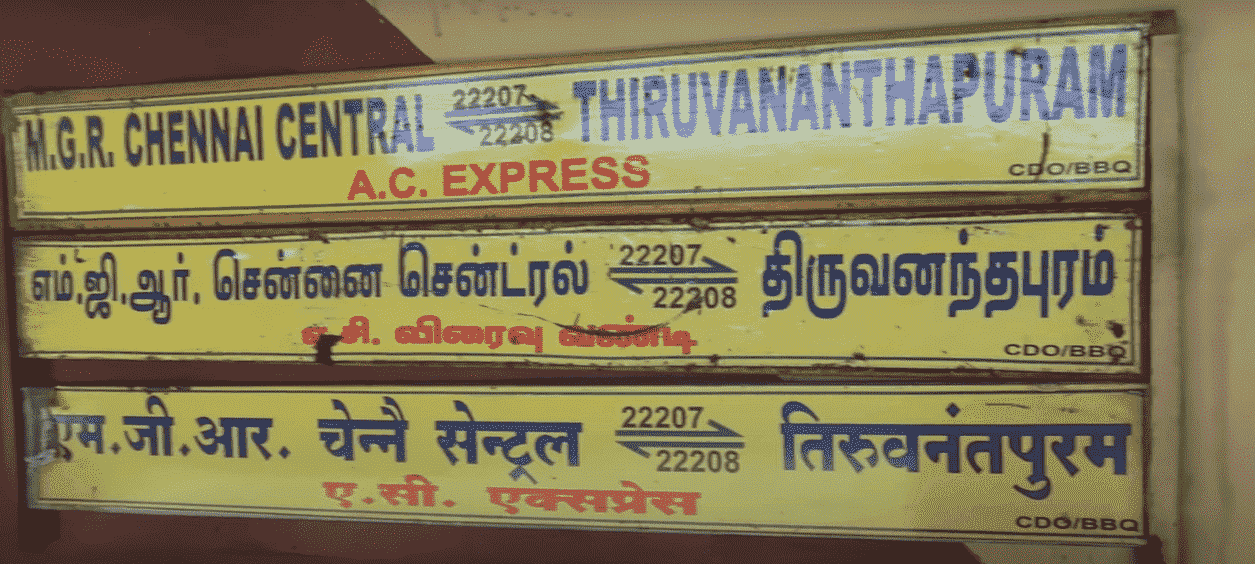 M.G.R. CHENNAI CENTRAL 22207 22208 THIRUVANANTHAPURAM
A.C. EXPRESS
CDO/BBQ
எம்.ஜி.ஆர். சென்னை சென்ட்ரல் 22207 22208 திருவனந்தபுரம்
ஏ.சி. விரைவு வண்டி
CDO/BBQ
एम.जी.आर. चेन्नै सेन्ट्रल 22207 22208 तिरुवनंतपुरम
ए.सी. एक्सप्रेस
CDO/BBQ